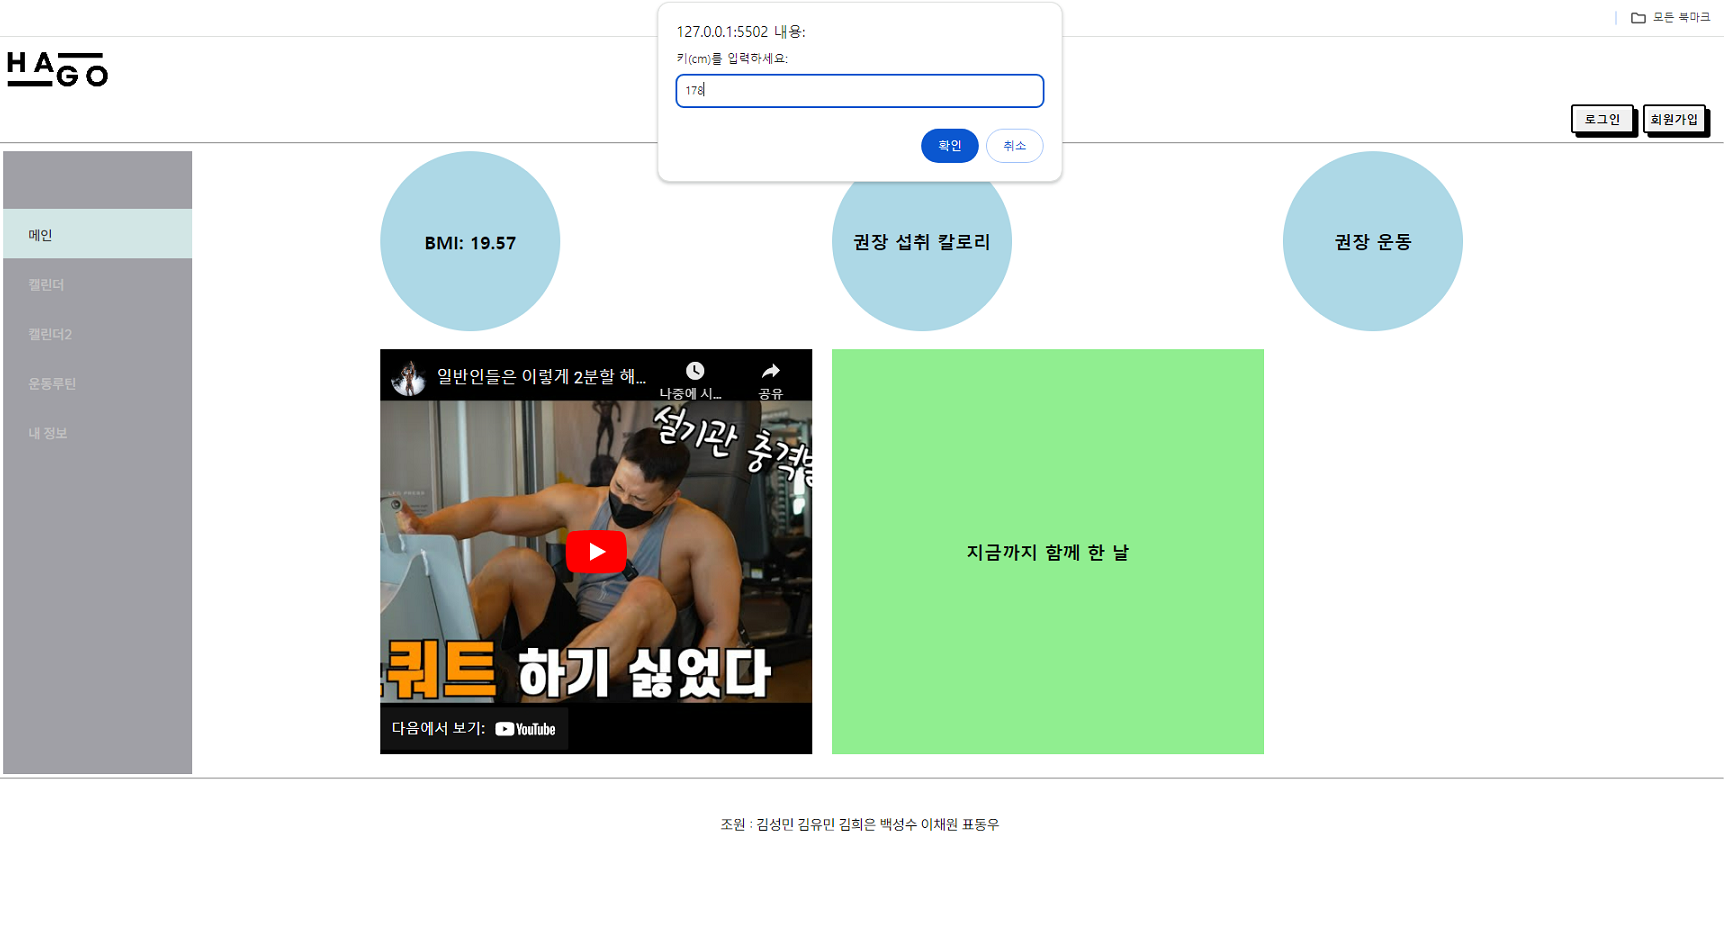 모든 북마크
127.0.0.1:5502 내용:
키(cm)를 입력하세요:
178
확인
취소
HA
GO
로그인
회원가입
메인
캘린더
캘린더2
운동루틴
내 정보
BMI: 19.57
권장 섭취 칼로리
권장 운동
일반인들은 이렇게 2분할 해...
나중에 시...
공유
설기관 충격
퀘트 하기 싫었다
다음에서 보기: YouTube
지금까지 함께 한 날
조원 : 김성민 김유민 김희은 백성수 이채원 표동우